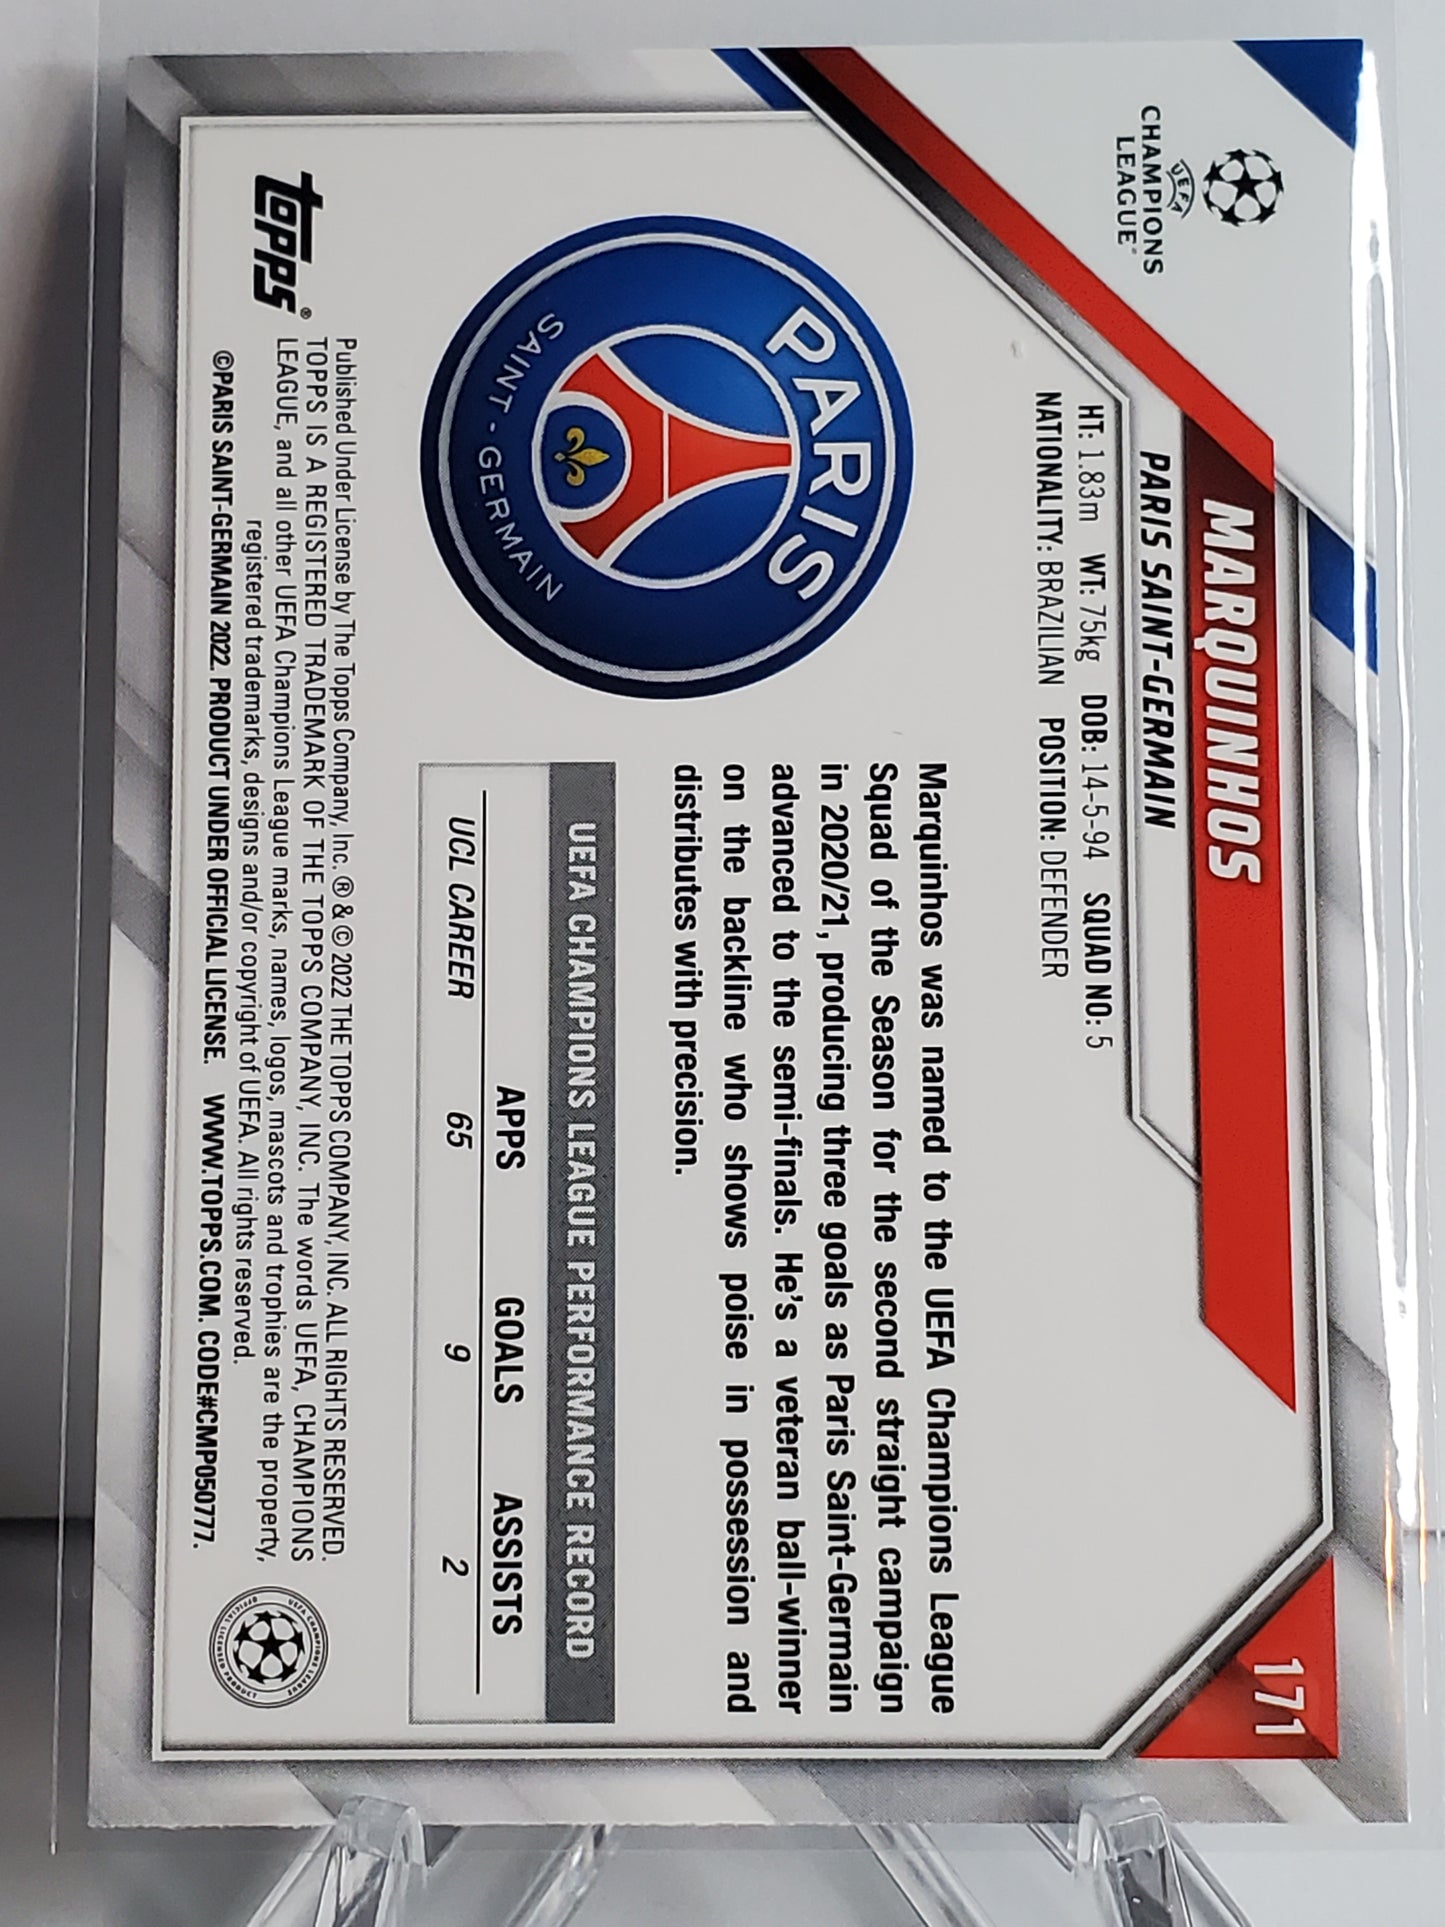 UEFA
CHAMPIONS
LEAGUE
171
MARQUINHOS
PARIS SAINT-GERMAIN
HT: 1.83m WT: 75kg DOB: 14-5-94 SQUAD NO: 5
NATIONALITY: BRAZILIAN POSITION: DEFENDER
PARIS
SAINT-GERMAIN
Marquinhos was named to the UEFA Champions League
Squad of the Season for the second straight campaign
in 2020/21, producing three goals as Paris Saint-Germain
advanced to the semi-finals. He's a veteran ball-winner
on the backline who shows poise in possession and
distributes with precision.
UEFA CHAMPIONS LEAGUE PERFORMANCE RECORD
APPS GOALS ASSISTS
UCL CAREER 65 9 2
topps®
Published Under License by The Topps Company, Inc. ® & © 2022 THE TOPPS COMPANY, INC. ALL RIGHTS RESERVED.
TOPPS IS A REGISTERED TRADEMARK OF THE TOPPS COMPANY, INC. The words UEFA, CHAMPIONS
LEAGUE, and all other UEFA Champions League marks, names, logos, mascots and trophies are the property,
registered trademarks, designs and/or copyright of UEFA. All rights reserved.
©PARIS SAINT-GERMAIN 2022. PRODUCT UNDER OFFICIAL LICENSE. WWW.TOPPS.COM. CODE#CMP050777.
UEFA CHAMPIONS LEAGUE
OFFICIAL LICENSED PRODUCT